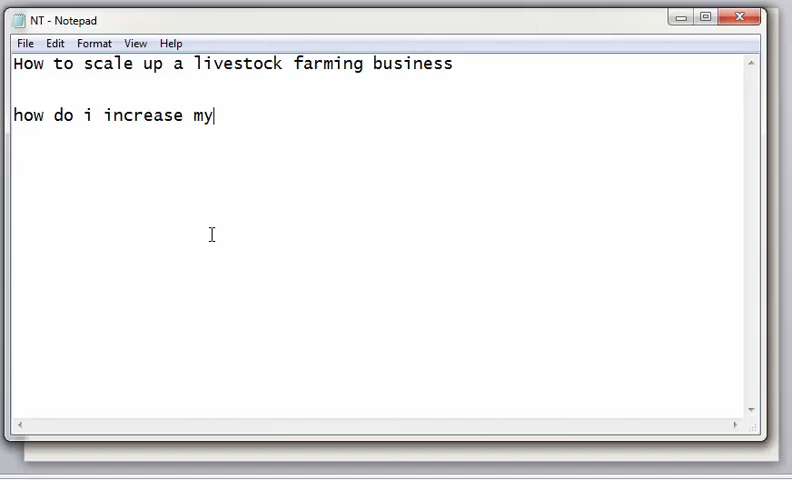 NT - Notepad
File Edit Format View Help
How to scale up a livestock farming business
how do i increase my